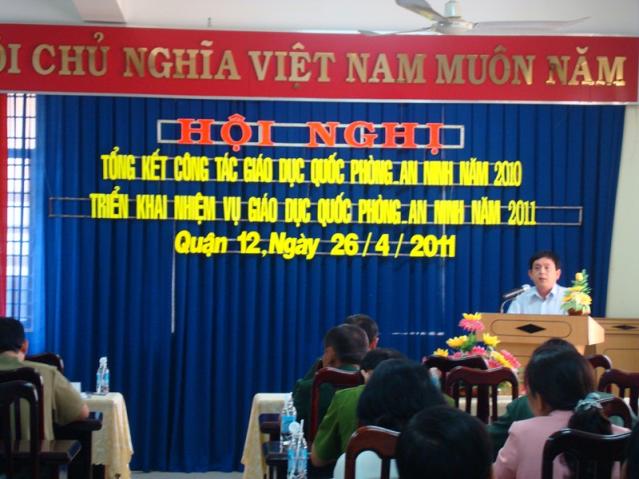 ỘI CHỦ NGHĨA VIỆT NAM MUÔN NĂM
HỘI NGHỊ
TỔNG KẾT CÔNG TÁC GIÁO DỤC QUỐC PHÒNG_AN NINH NĂM 2010
TRIỂN KHAI NHIỆM VỤ GIÁO DỤC QUỐC PHÒNG_AN NINH NĂM 2011
Quận 12, Ngày 26/4/2011